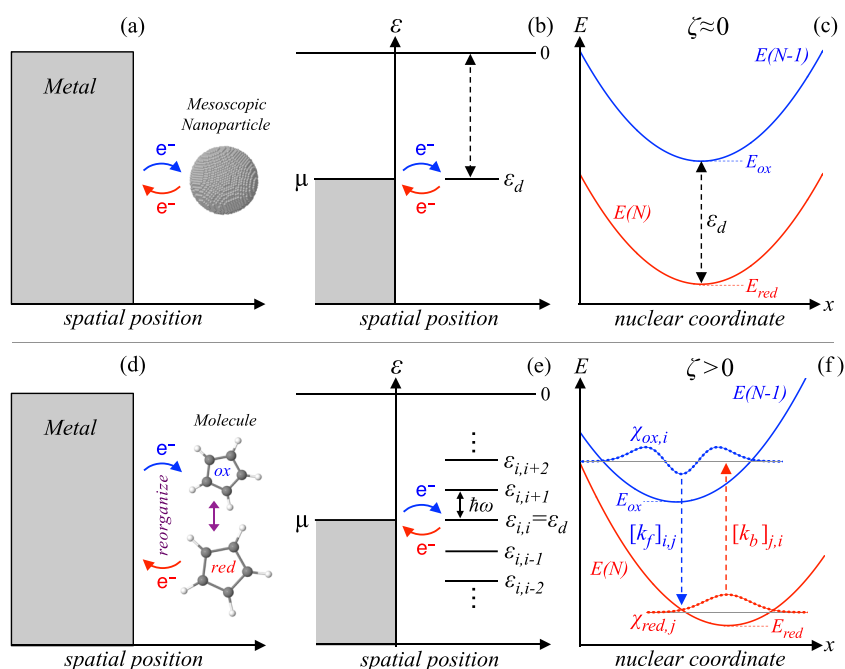 (a)
Metal
Mesoscopic
Nanoparticle
e⁻
e⁻
spatial position
(b)
ε
0
μ
e⁻
e⁻
ε_d
spatial position
(c)
E
ζ≈0
E(N-1)
E_ox
E(N)
ε_d
E_red
nuclear coordinate
x
(d)
Metal
Molecule
e⁻
ox
reorganize
e⁻
red
spatial position
(e)
ε
0
⋮
ε_{i,i+2}
ε_{i,i+1}
e⁻
ħω
μ
ε_{i,i}=ε_d
e⁻
ε_{i,i-1}
ε_{i,i-2}
⋮
spatial position
(f)
E
ζ>0
E(N-1)
χ_{ox,i}
E_ox
[k_f]_{i,j}
[k_b]_{j,i}
E(N)
χ_{red,j}
E_red
nuclear coordinate
x